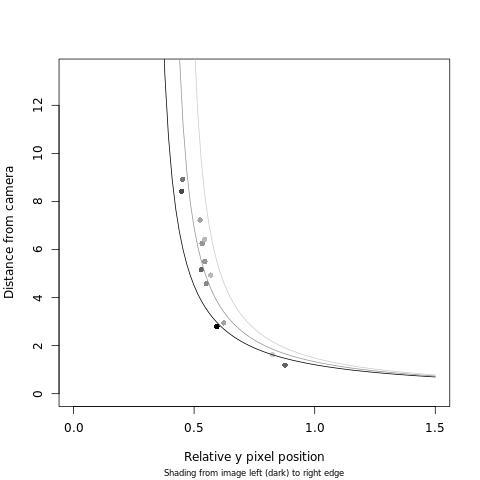 12
10
8
6
4
2
0
Distance from camera
0.0 0.5 1.0 1.5
Relative y pixel position
Shading from image left (dark) to right edge